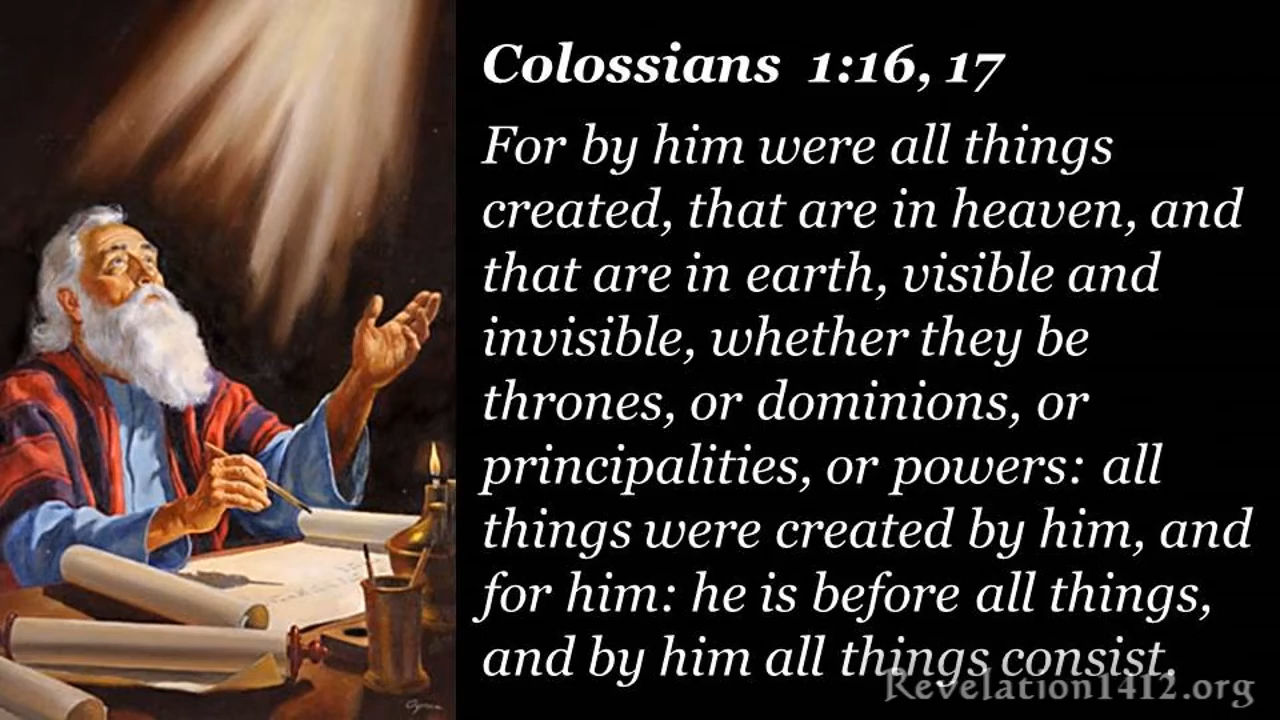 Colossians 1:16, 17
For by him were all things
created, that are in heaven, and
that are in earth, visible and
invisible, whether they be
thrones, or dominions, or
principalities, or powers: all
things were created by him, and
for him: he is before all things,
and by him all things consist.
Revelation1412.org